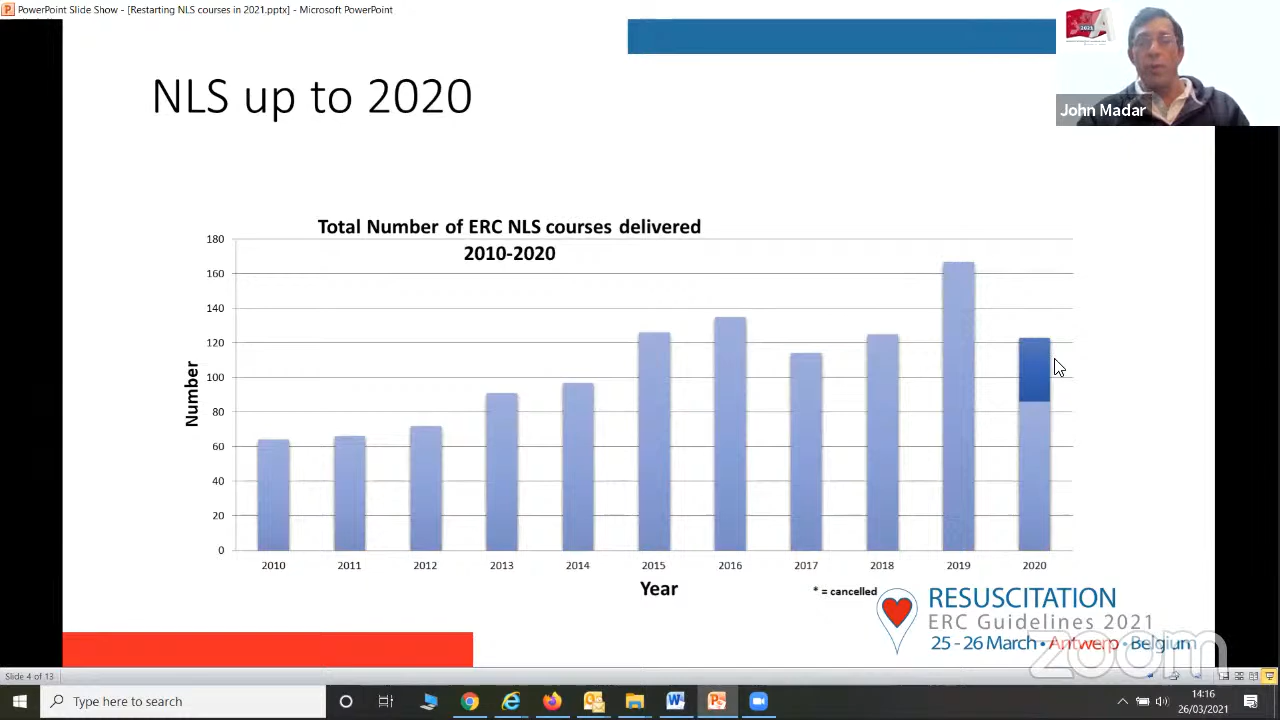 PowerPoint Slide Show - [Restarting NLS courses in 2021.pptx] - Microsoft PowerPoint
2021
John Madar
NLS up to 2020
Total Number of ERC NLS courses delivered
2010-2020
180
160
140
120
100
80
60
40
20
0
Number
2010 2011 2012 2013 2014 2015 2016 2017 2018 2019 2020
Year
* = cancelled
RESUSCITATION
ERC Guidelines 2021
25 - 26 March • Antwerp • Belgium
zoom
Slide 4 of 13
Type here to search
14:16
26/03/2021